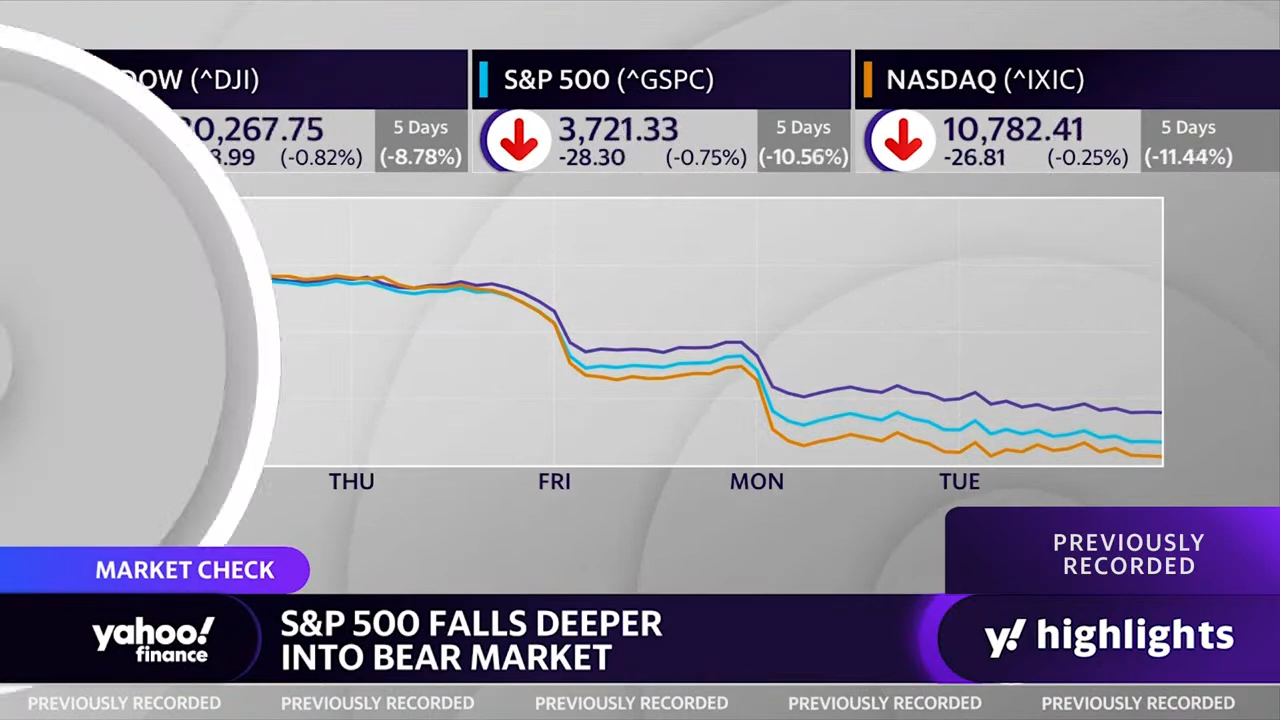 (^DJI)
S&P 500 (^GSPC)
NASDAQ (^IXIC)
(-0.82%)
5 Days
(-8.78%)
3,721.33
-28.30 (-0.75%)
5 Days
(-10.56%)
10,782.41
-26.81 (-0.25%)
5 Days
(-11.44%)
THU FRI MON TUE
PREVIOUSLY
RECORDED
MARKET CHECK
yahoo!
finance
S&P 500 FALLS DEEPER
INTO BEAR MARKET
y! highlights
PREVIOUSLY RECORDED PREVIOUSLY RECORDED PREVIOUSLY RECORDED PREVIOUSLY RECORDED PREVIOUSLY RECORDED